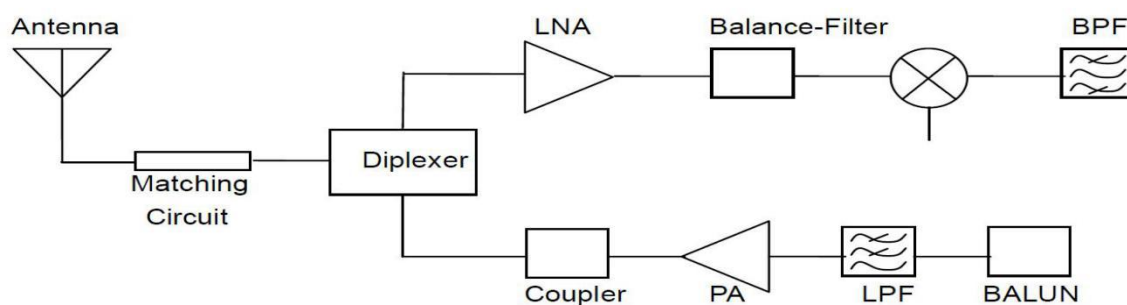 Antenna
LNA
Balance-Filter
BPF
Diplexer
Matching
Circuit
Coupler
PA
LPF
BALUN